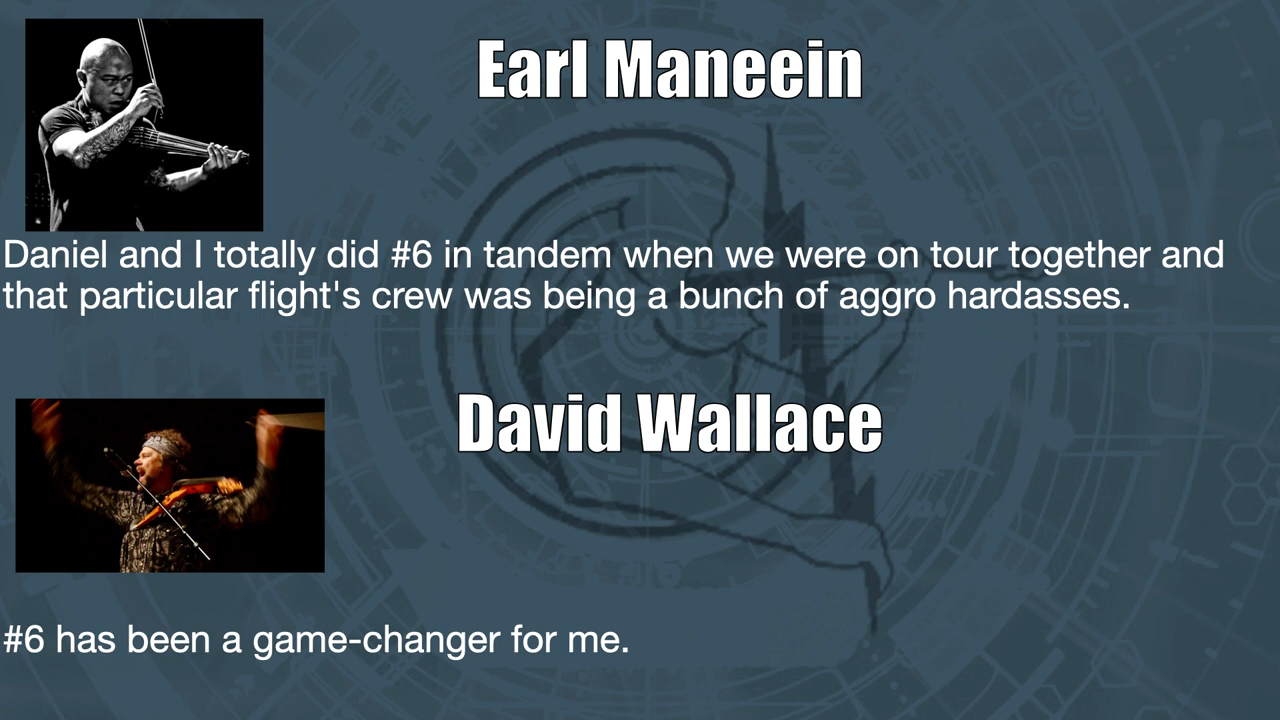 Earl Maneein
Daniel and I totally did #6 in tandem when we were on tour together and
that particular flight's crew was being a bunch of aggro hardasses.
David Wallace
#6 has been a game-changer for me.